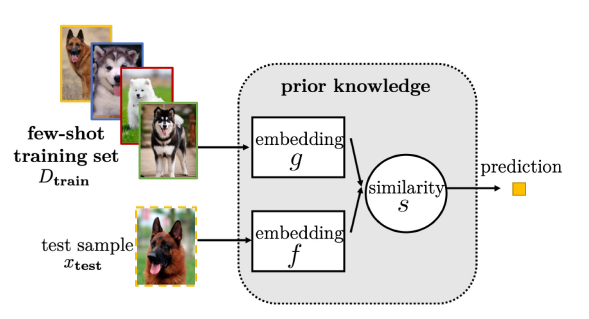 few-shot
training set
D_train
test sample
x_test
prior knowledge
embedding
g
embedding
f
similarity
s
prediction